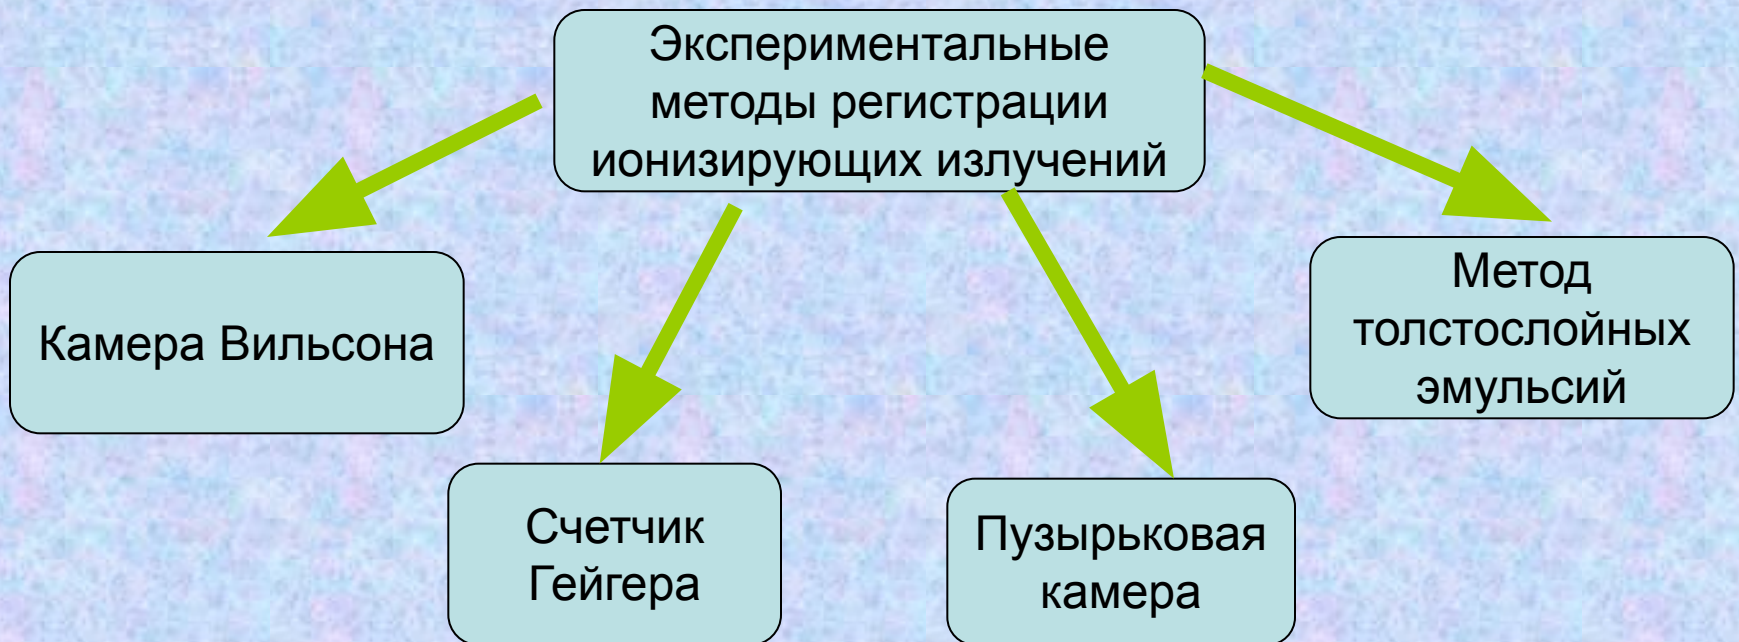 Экспериментальные
методы регистрации
ионизирующих излучений
Камера Вильсона
Метод
толстослойных
эмульсий
Счетчик
Гейгера
Пузырьковая
камера